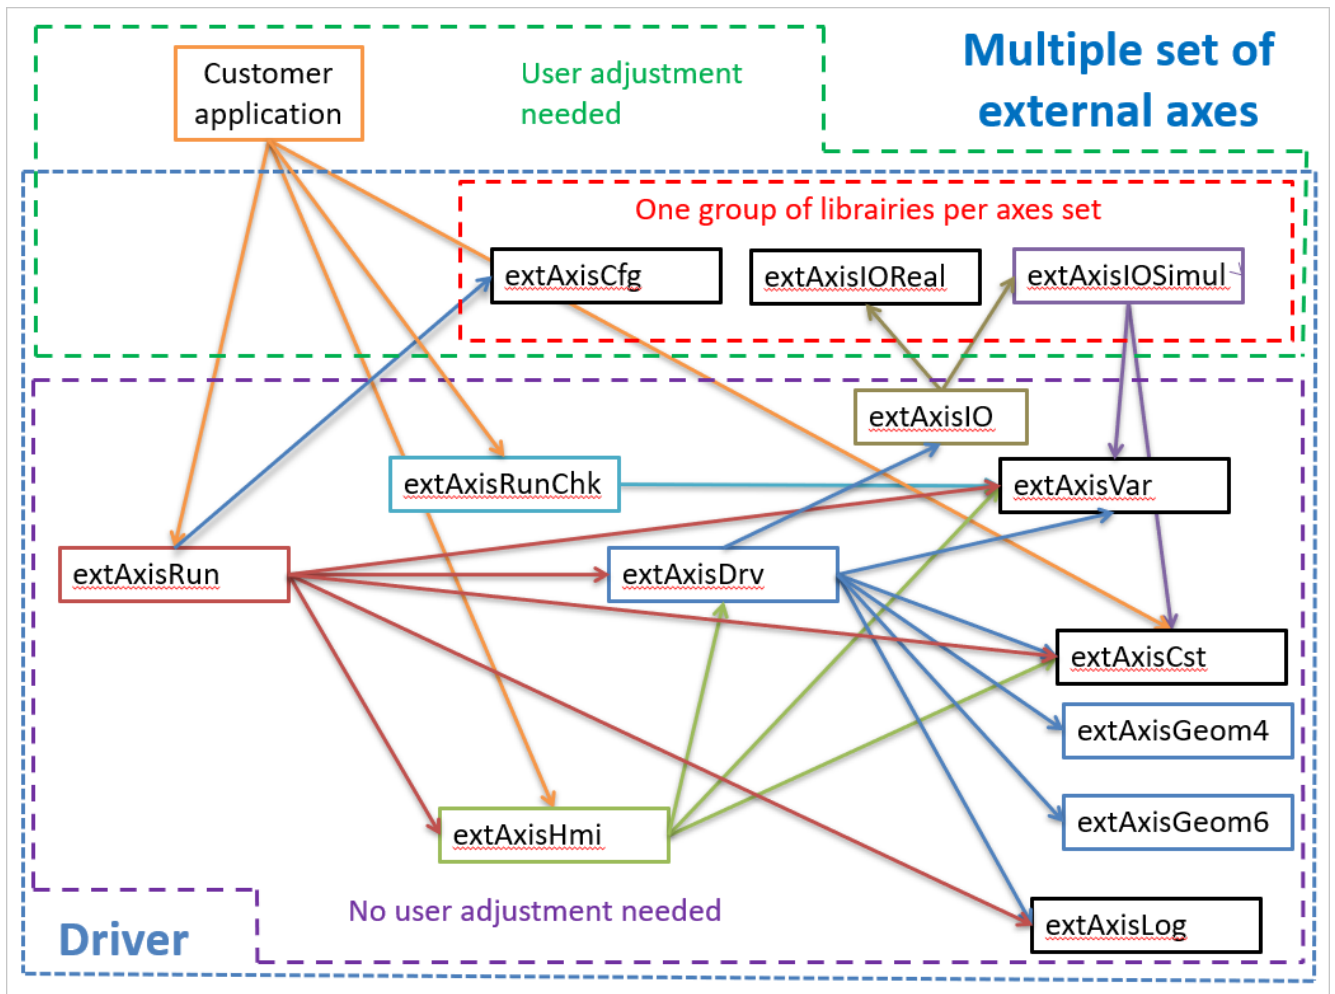 Multiple set of
external axes
Customer
application
User adjustment
needed
One group of librairies per axes set
extAxisCfg
extAxisIOReal
extAxisIOSimul
extAxisIO
extAxisRunChk
extAxisVar
extAxisRun
extAxisDrv
extAxisCst
extAxisGeom4
extAxisGeom6
extAxisHmi
extAxisLog
No user adjustment needed
Driver